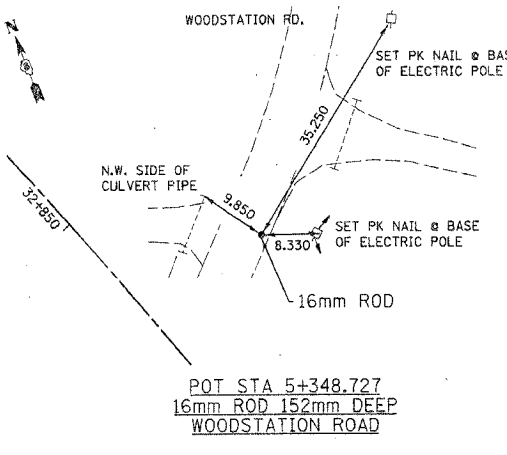 WOODSTATION RD.
N
SET PK NAIL @
OF ELECTRIC POLE
35.250
N.W. SIDE OF
CULVERT PIPE
9.850
32+850
SET PK NAIL @ BASE
OF ELECTRIC POLE
8.330
16mm ROD
POT STA 5+348.727
16mm ROD 152mm DEEP
WOODSTATION ROAD